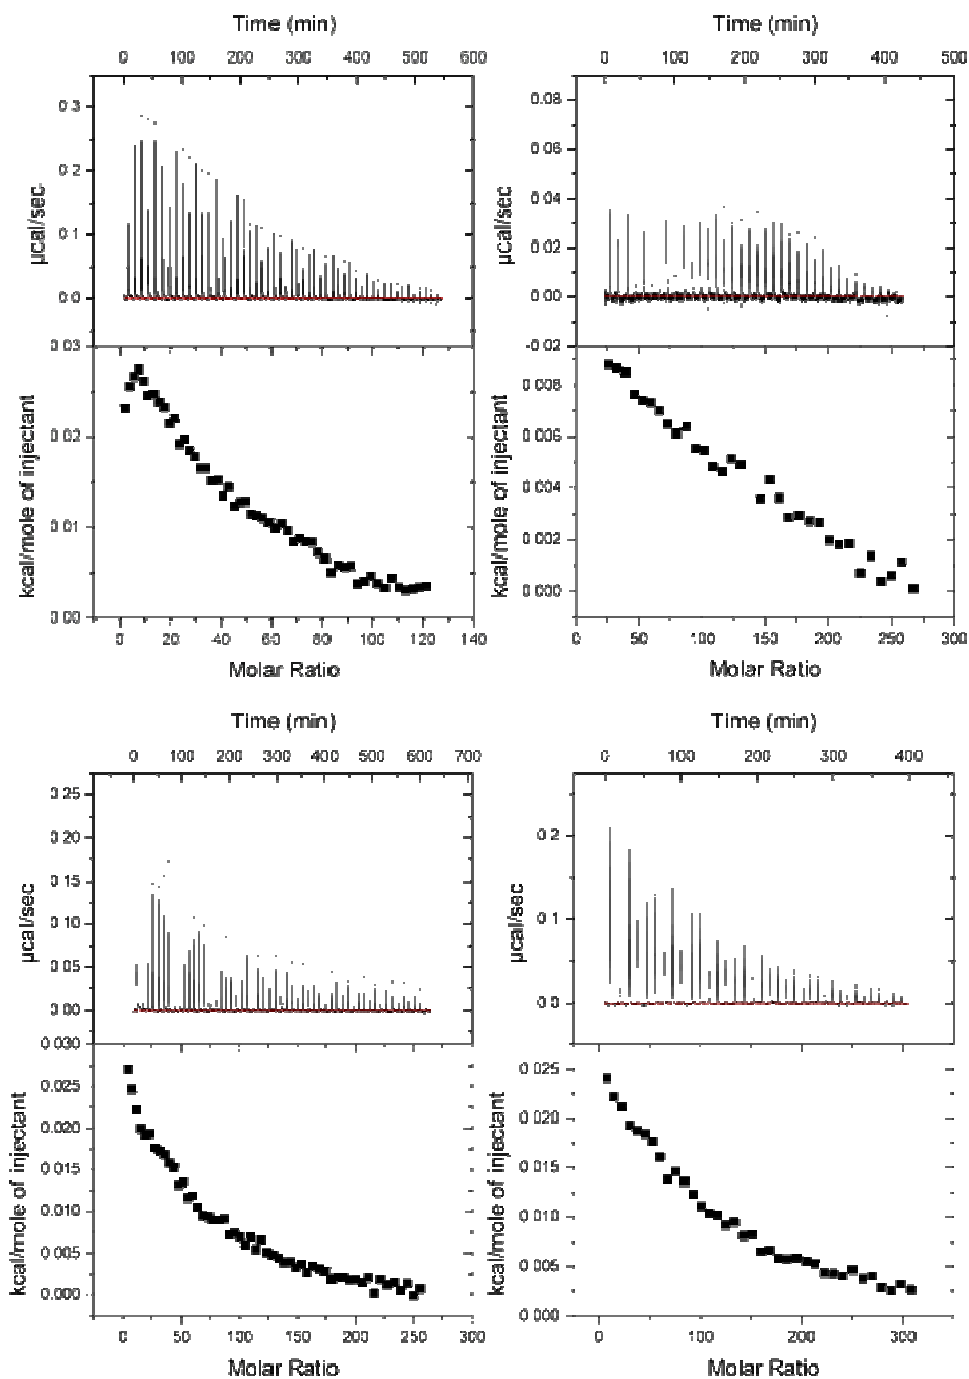 Time (min)
0 100 200 300 400 500 600
0.3
0.2
0.1
0.0
µcal/sec
0.03
0.02
0.01
0.00
kcal/mole of injectant
0 20 40 60 80 100 120 140
Molar Ratio
Time (min)
0 100 200 300 400 500
0.08
0.06
0.04
0.02
0.00
-0.02
µcal/sec
0.008
0.006
0.004
0.002
0.000
kcal/mole of injectant
0 50 100 150 200 250 300
Molar Ratio
Time (min)
0 100 200 300 400 500 600 700
0.25
0.20
0.15
0.10
0.05
0.00
µcal/sec
0.030
0.025
0.020
0.015
0.010
0.005
0.000
kcal/mole of injectant
0 50 100 150 200 250 300
Molar Ratio
Time (min)
0 100 200 300 400
0.2
0.1
0.0
µcal/sec
0.025
0.020
0.015
0.010
0.005
0.000
kcal/mole of injectant
0 100 200 300
Molar Ratio